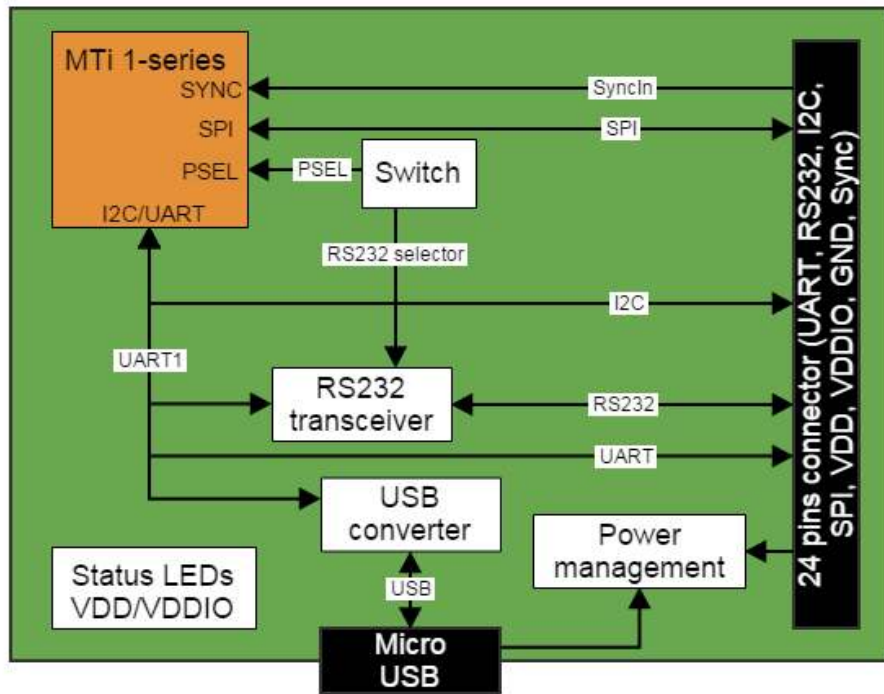 MTi 1-series
SYNC
SyncIn
SPI
SPI
PSEL
PSEL
Switch
I2C/UART
RS232 selector
I2C
UART1
RS232
transceiver
RS232
UART
USB
converter
Power
management
Status LEDs
VDD/VDDIO
USB
Micro
USB
24 pins connector (UART, RS232, I2C,
SPI, VDD, VDDIO, GND, Sync)